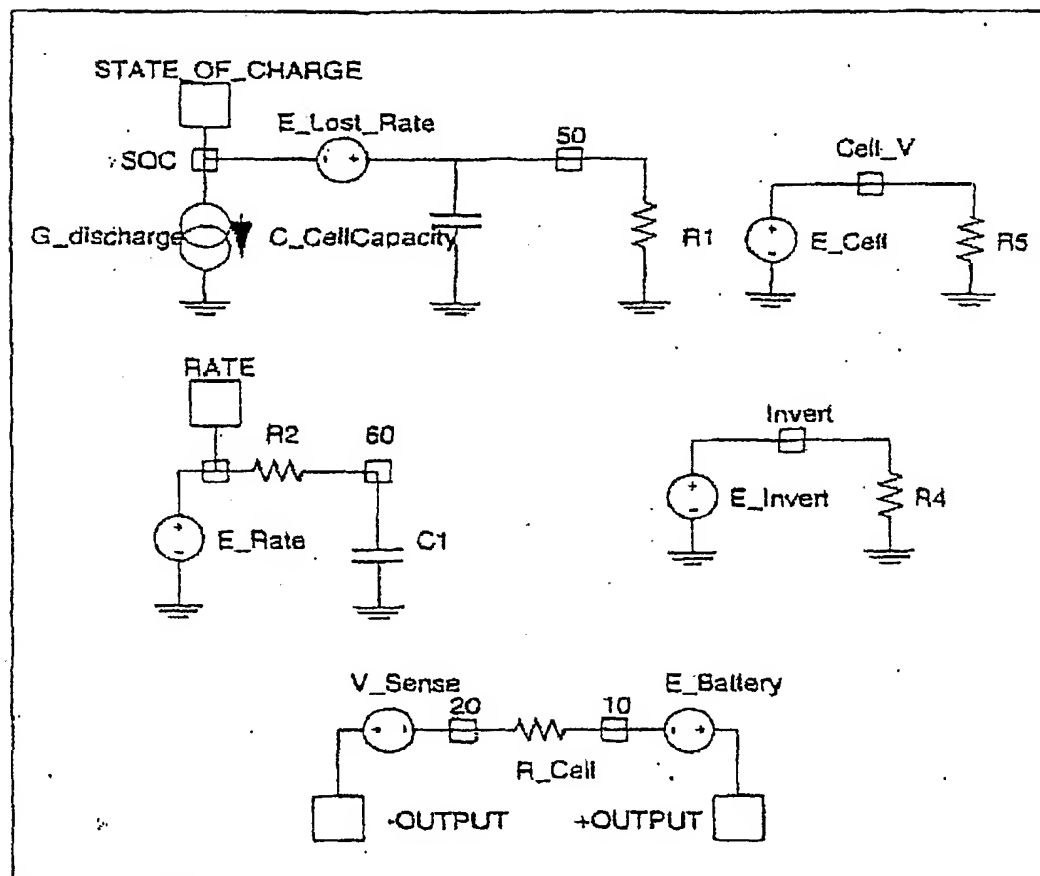 STATE_OF_CHARGE
E_Lost_Rate
50
SOC
Cell_V
G_discharge
C_CellCapacity
R1
E_Cell
R5
RATE
R2
60
Invert
E_Rate
C1
E_Invert
R4
V_Sense
20
10
E_Battery
R_Cell
-OUTPUT
+OUTPUT